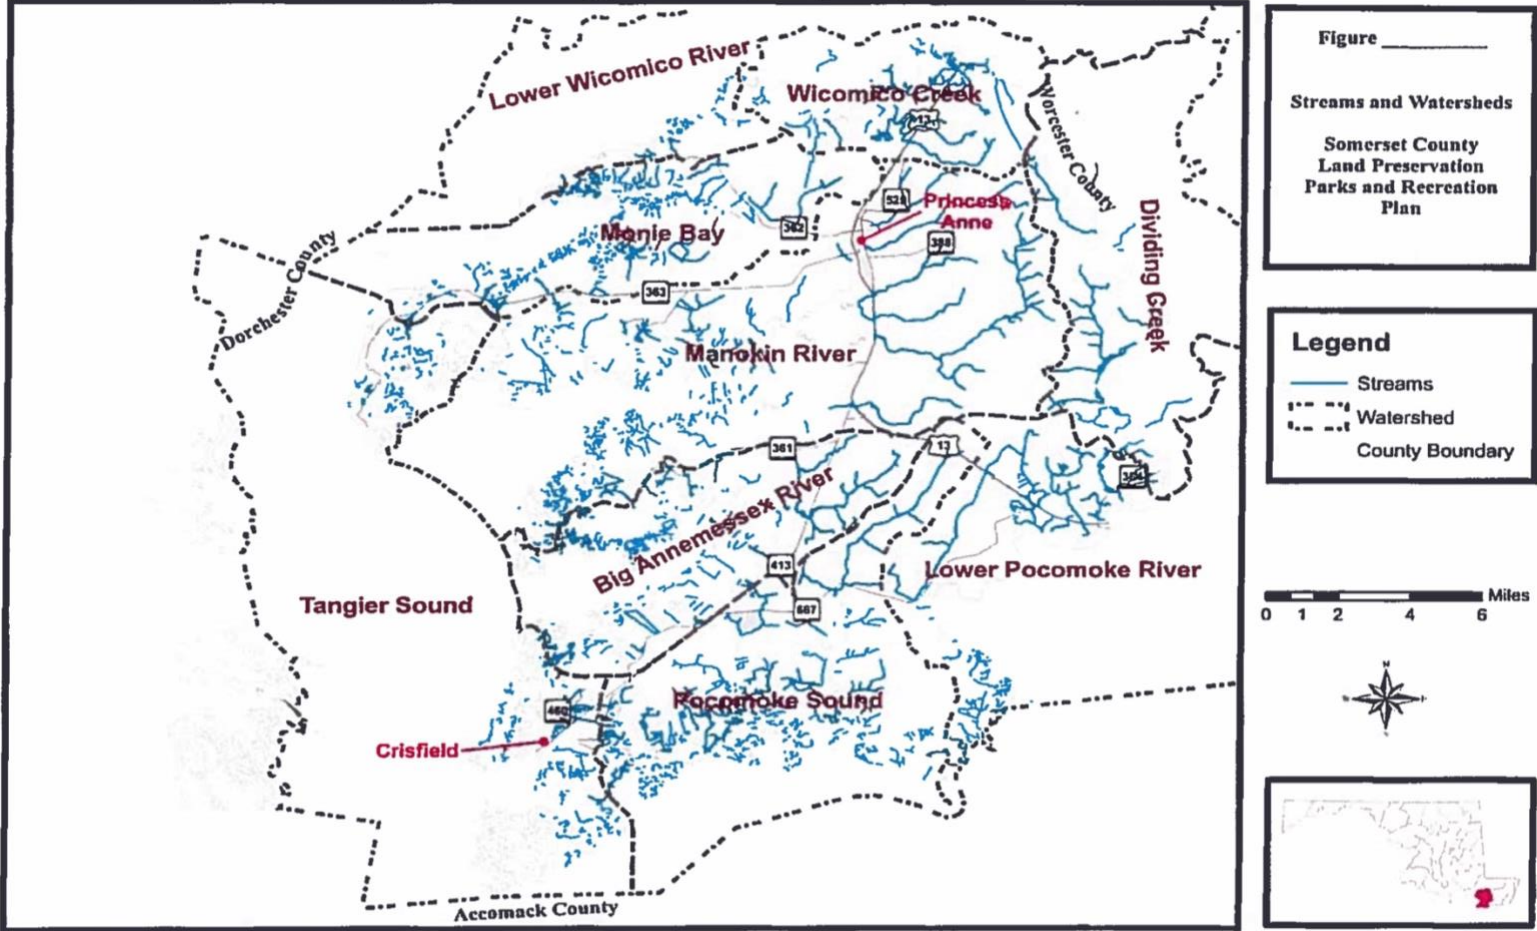 Lower Wicomico River
Wicomico Creek
13
Worcester County
Dividing Creek
529
Princess
Anne
362
388
Monie Bay
363
Dorchester County
Manokin River
361
13
Big Annemessex River
413
667
Lower Pocomoke River
Tangier Sound
Pocomoke Sound
Crisfield
Accomack County
Figure
Streams and Watersheds
Somerset County
Land Preservation
Parks and Recreation
Plan
Legend
Streams
Watershed
County Boundary
Miles
0 1 2 4 6
N